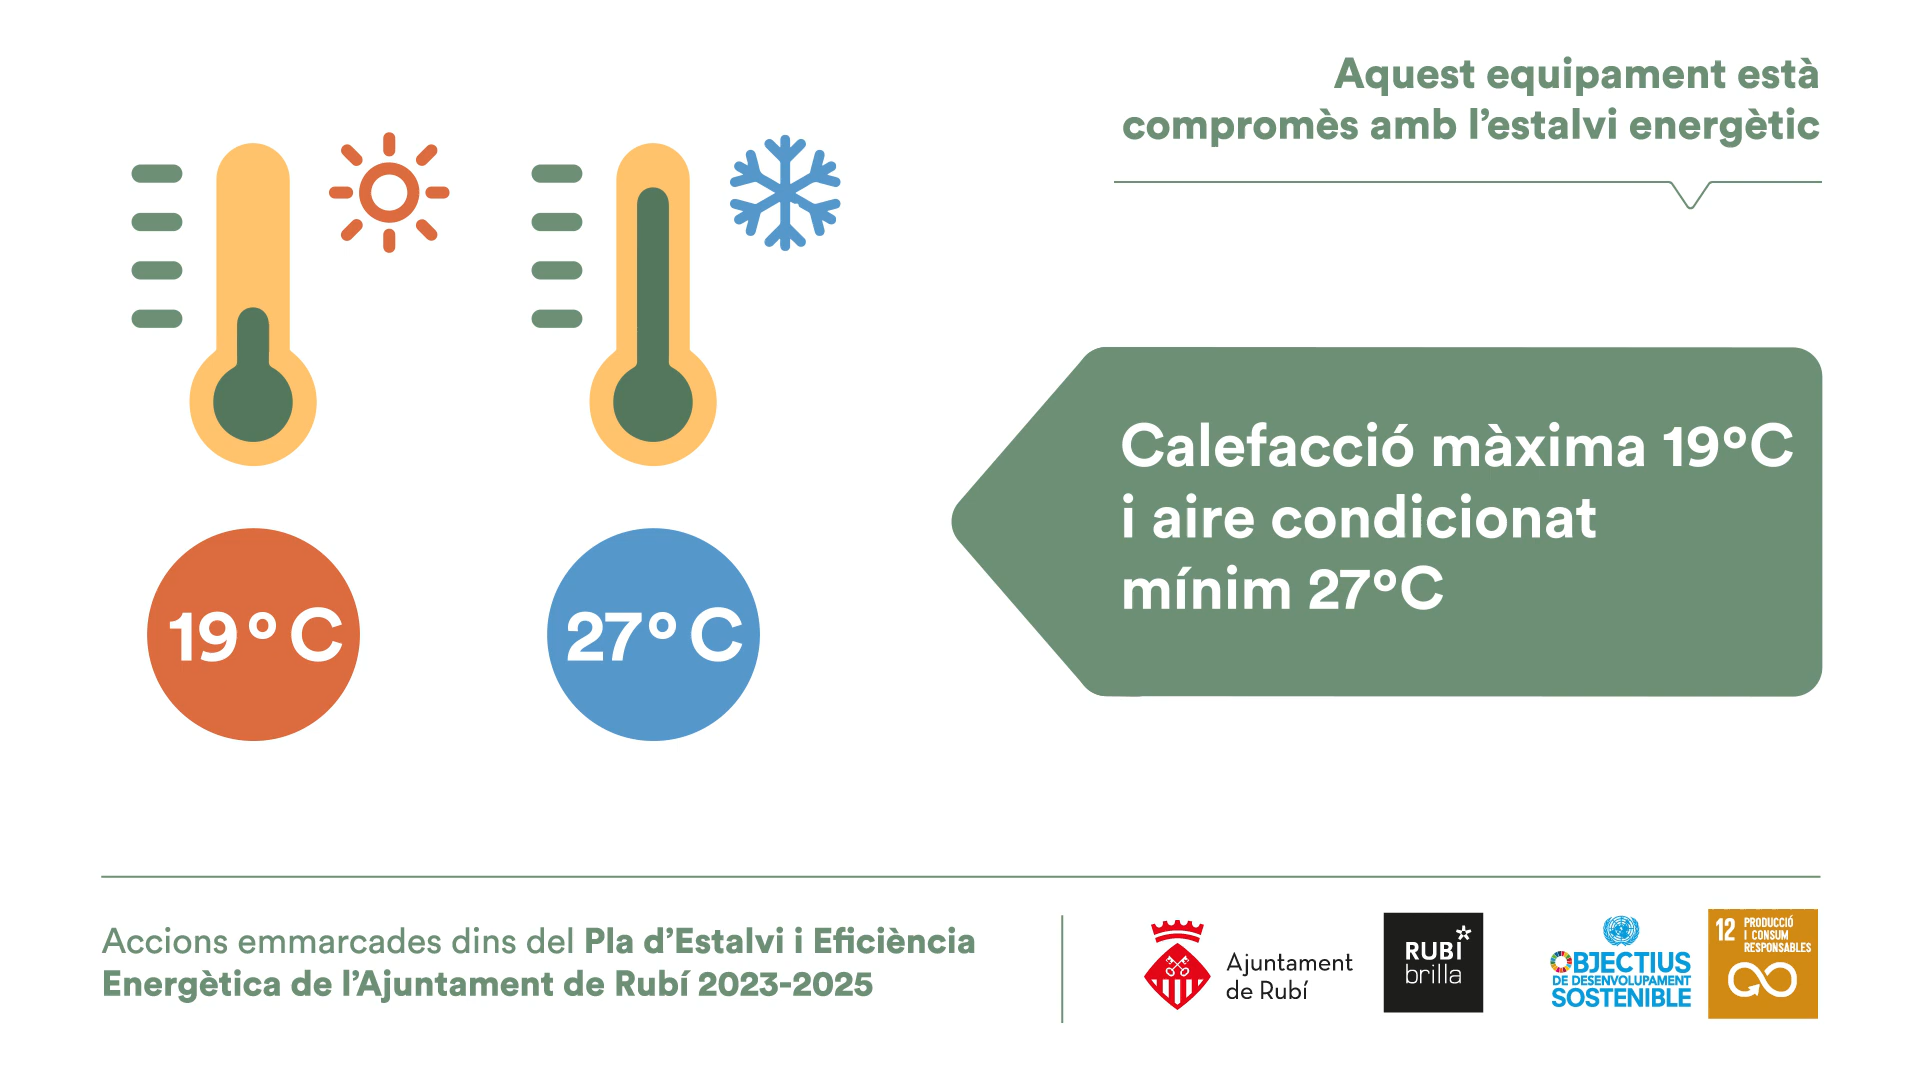 Aquest equipament està
compromès amb l’estalvi energètic
19° C
27° C
Calefacció màxima 19°C
i aire condicionat
mínim 27°C
Accions emmarcades dins del Pla d’Estalvi i Eficiència
Energètica de l’Ajuntament de Rubí 2023-2025
Ajuntament
de Rubí
RUBÍ
brilla
OBJECTIUS
DE DESENVOLUPAMENT
SOSTENIBLE
12 PRODUCCIÓ
I CONSUM
RESPONSABLES